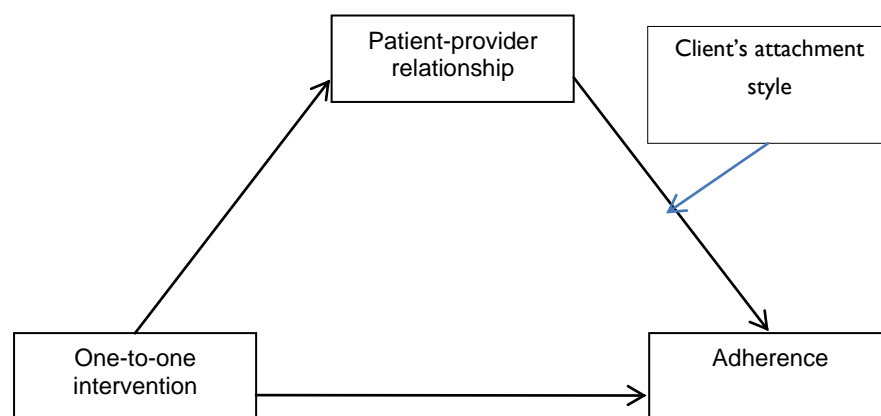 Patient-provider
relationship
Client’s attachment
style
One-to-one
intervention
Adherence